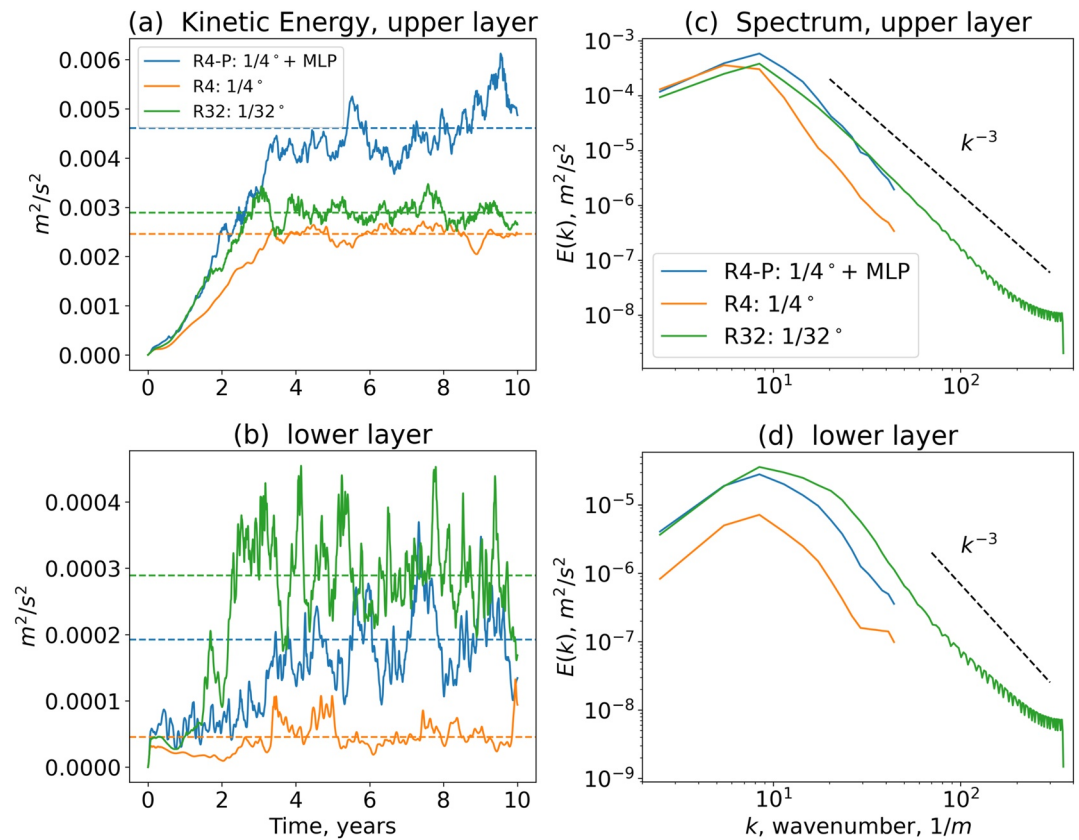 (a) Kinetic Energy, upper layer
m²/s²
0.006
0.005
0.004
0.003
0.002
0.001
0.000
R4-P: 1/4° + MLP
R4: 1/4°
R32: 1/32°
0 2 4 6 8 10
(c) Spectrum, upper layer
E(k), m²/s²
10⁻³
10⁻⁴
10⁻⁵
10⁻⁶
10⁻⁷
10⁻⁸
k⁻³
R4-P: 1/4° + MLP
R4: 1/4°
R32: 1/32°
10¹ 10²
(b) lower layer
m²/s²
0.0004
0.0003
0.0002
0.0001
0.0000
0 2 4 6 8 10
Time, years
(d) lower layer
E(k), m²/s²
10⁻⁵
10⁻⁶
10⁻⁷
10⁻⁸
10⁻⁹
k⁻³
10¹ 10²
k, wavenumber, 1/m